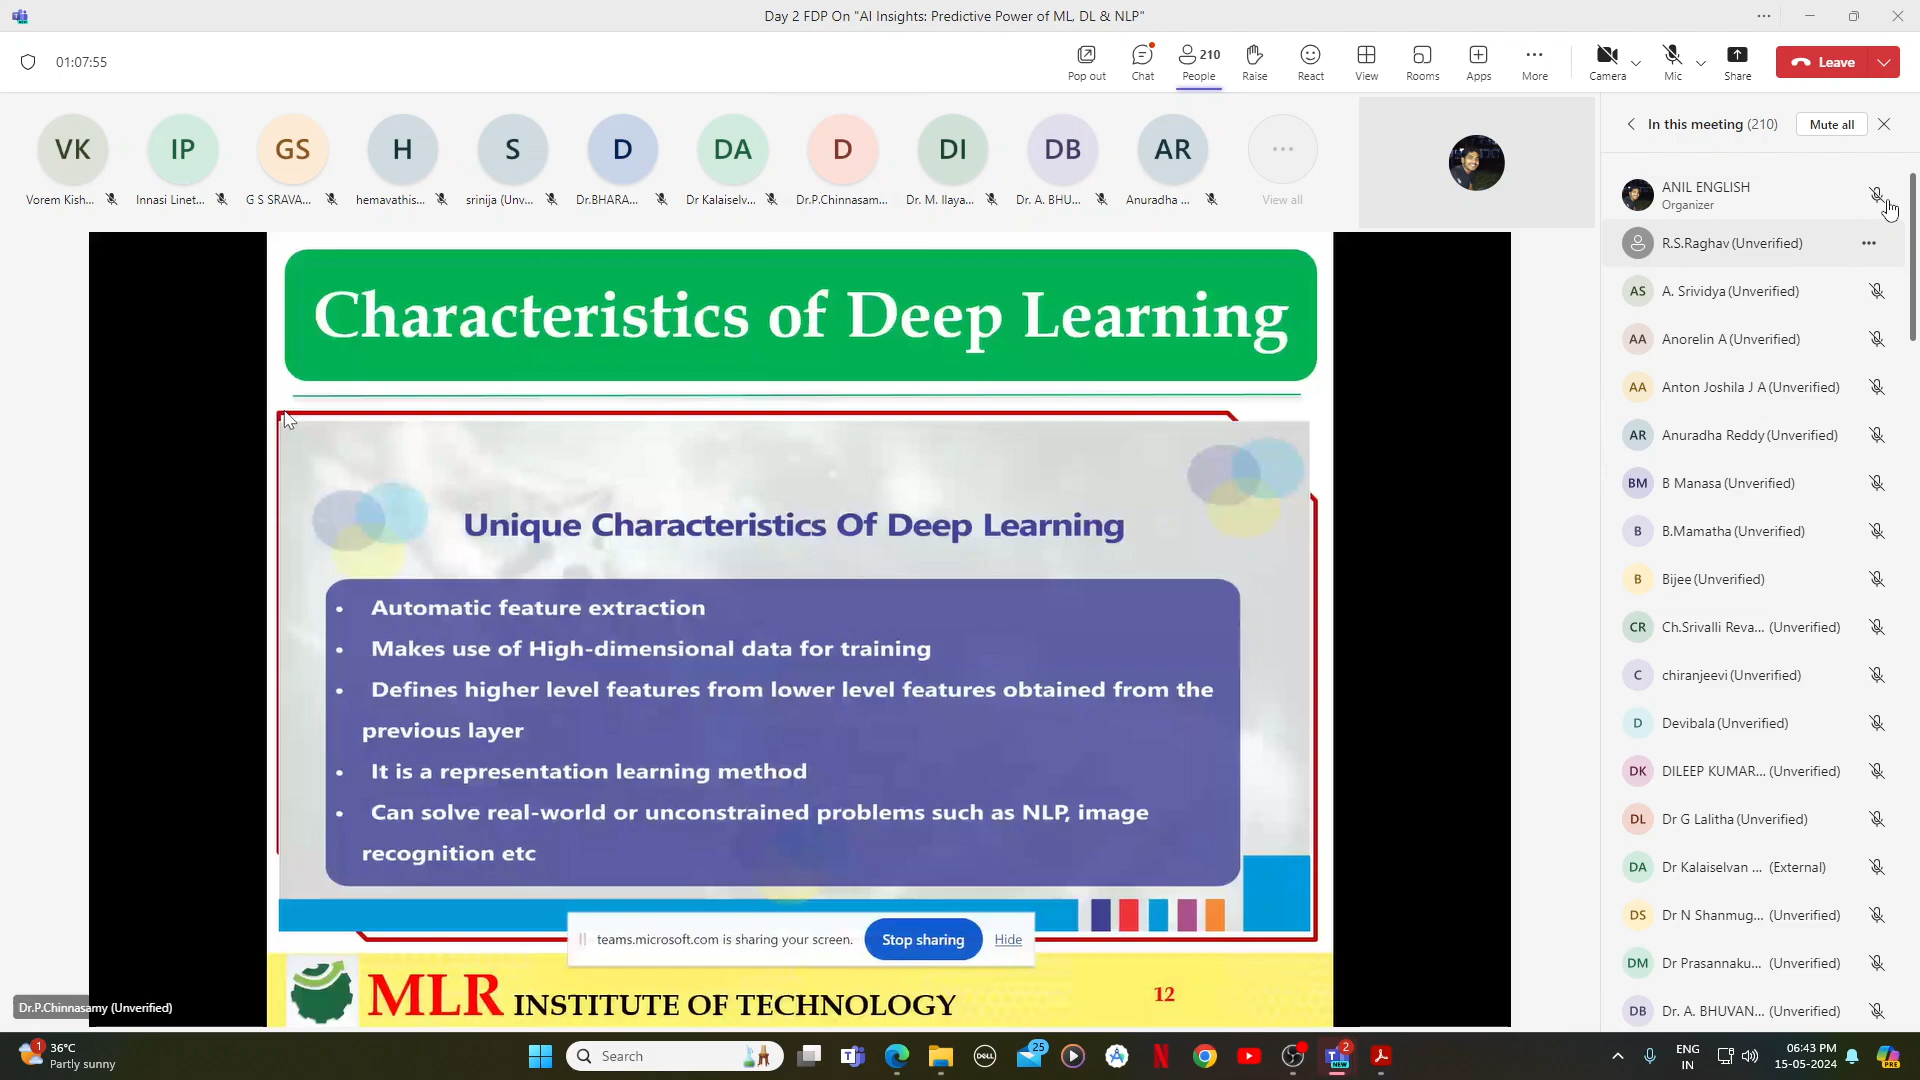 Day 2 FDP On "AI Insights: Predictive Power of ML, DL & NLP"
01:07:55
Pop out
Chat
210
People
Raise
React
View
Rooms
Apps
More
Camera
Mic
Share
Leave
VK
IP
GS
H
S
D
DA
D
DI
DB
AR
Vorem Kish...
Innasi Linet...
G S SRAVA...
hemavathis...
srinija (Unv...
Dr.BHARA...
Dr Kalaiselv...
Dr.P.Chinnasam...
Dr. M. Ilaya...
Dr. A. BHU...
Anuradha ...
View all
In this meeting (210)
Mute all
ANIL ENGLISH
Organizer
R.S.Raghav (Unverified)
AS A. Srividya (Unverified)
AA Anorelin A (Unverified)
AA Anton Joshila J A (Unverified)
AR Anuradha Reddy (Unverified)
BM B Manasa (Unverified)
B B.Mamatha (Unverified)
B Bijee (Unverified)
CR Ch.Srivalli Reva... (Unverified)
C chiranjeevi (Unverified)
D Devibala (Unverified)
DK DILEEP KUMAR... (Unverified)
DL Dr G Lalitha (Unverified)
DA Dr Kalaiselvan ... (External)
DS Dr N Shanmug... (Unverified)
DM Dr Prasannaku... (Unverified)
DB Dr. A. BHUVAN... (Unverified)
Characteristics of Deep Learning
Unique Characteristics Of Deep Learning
• Automatic feature extraction
• Makes use of High-dimensional data for training
• Defines higher level features from lower level features obtained from the
previous layer
• It is a representation learning method
• Can solve real-world or unconstrained problems such as NLP, image
recognition etc
teams.microsoft.com is sharing your screen.
Stop sharing
Hide
MLR INSTITUTE OF TECHNOLOGY
12
Dr.P.Chinnasamy (Unverified)
1
36°C
Partly sunny
Search
DELL
25
2
NEW
ENG
IN
06:43 PM
15-05-2024
PRE